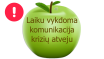 !
Laiku vykdoma
komunikacija
krizių atveju